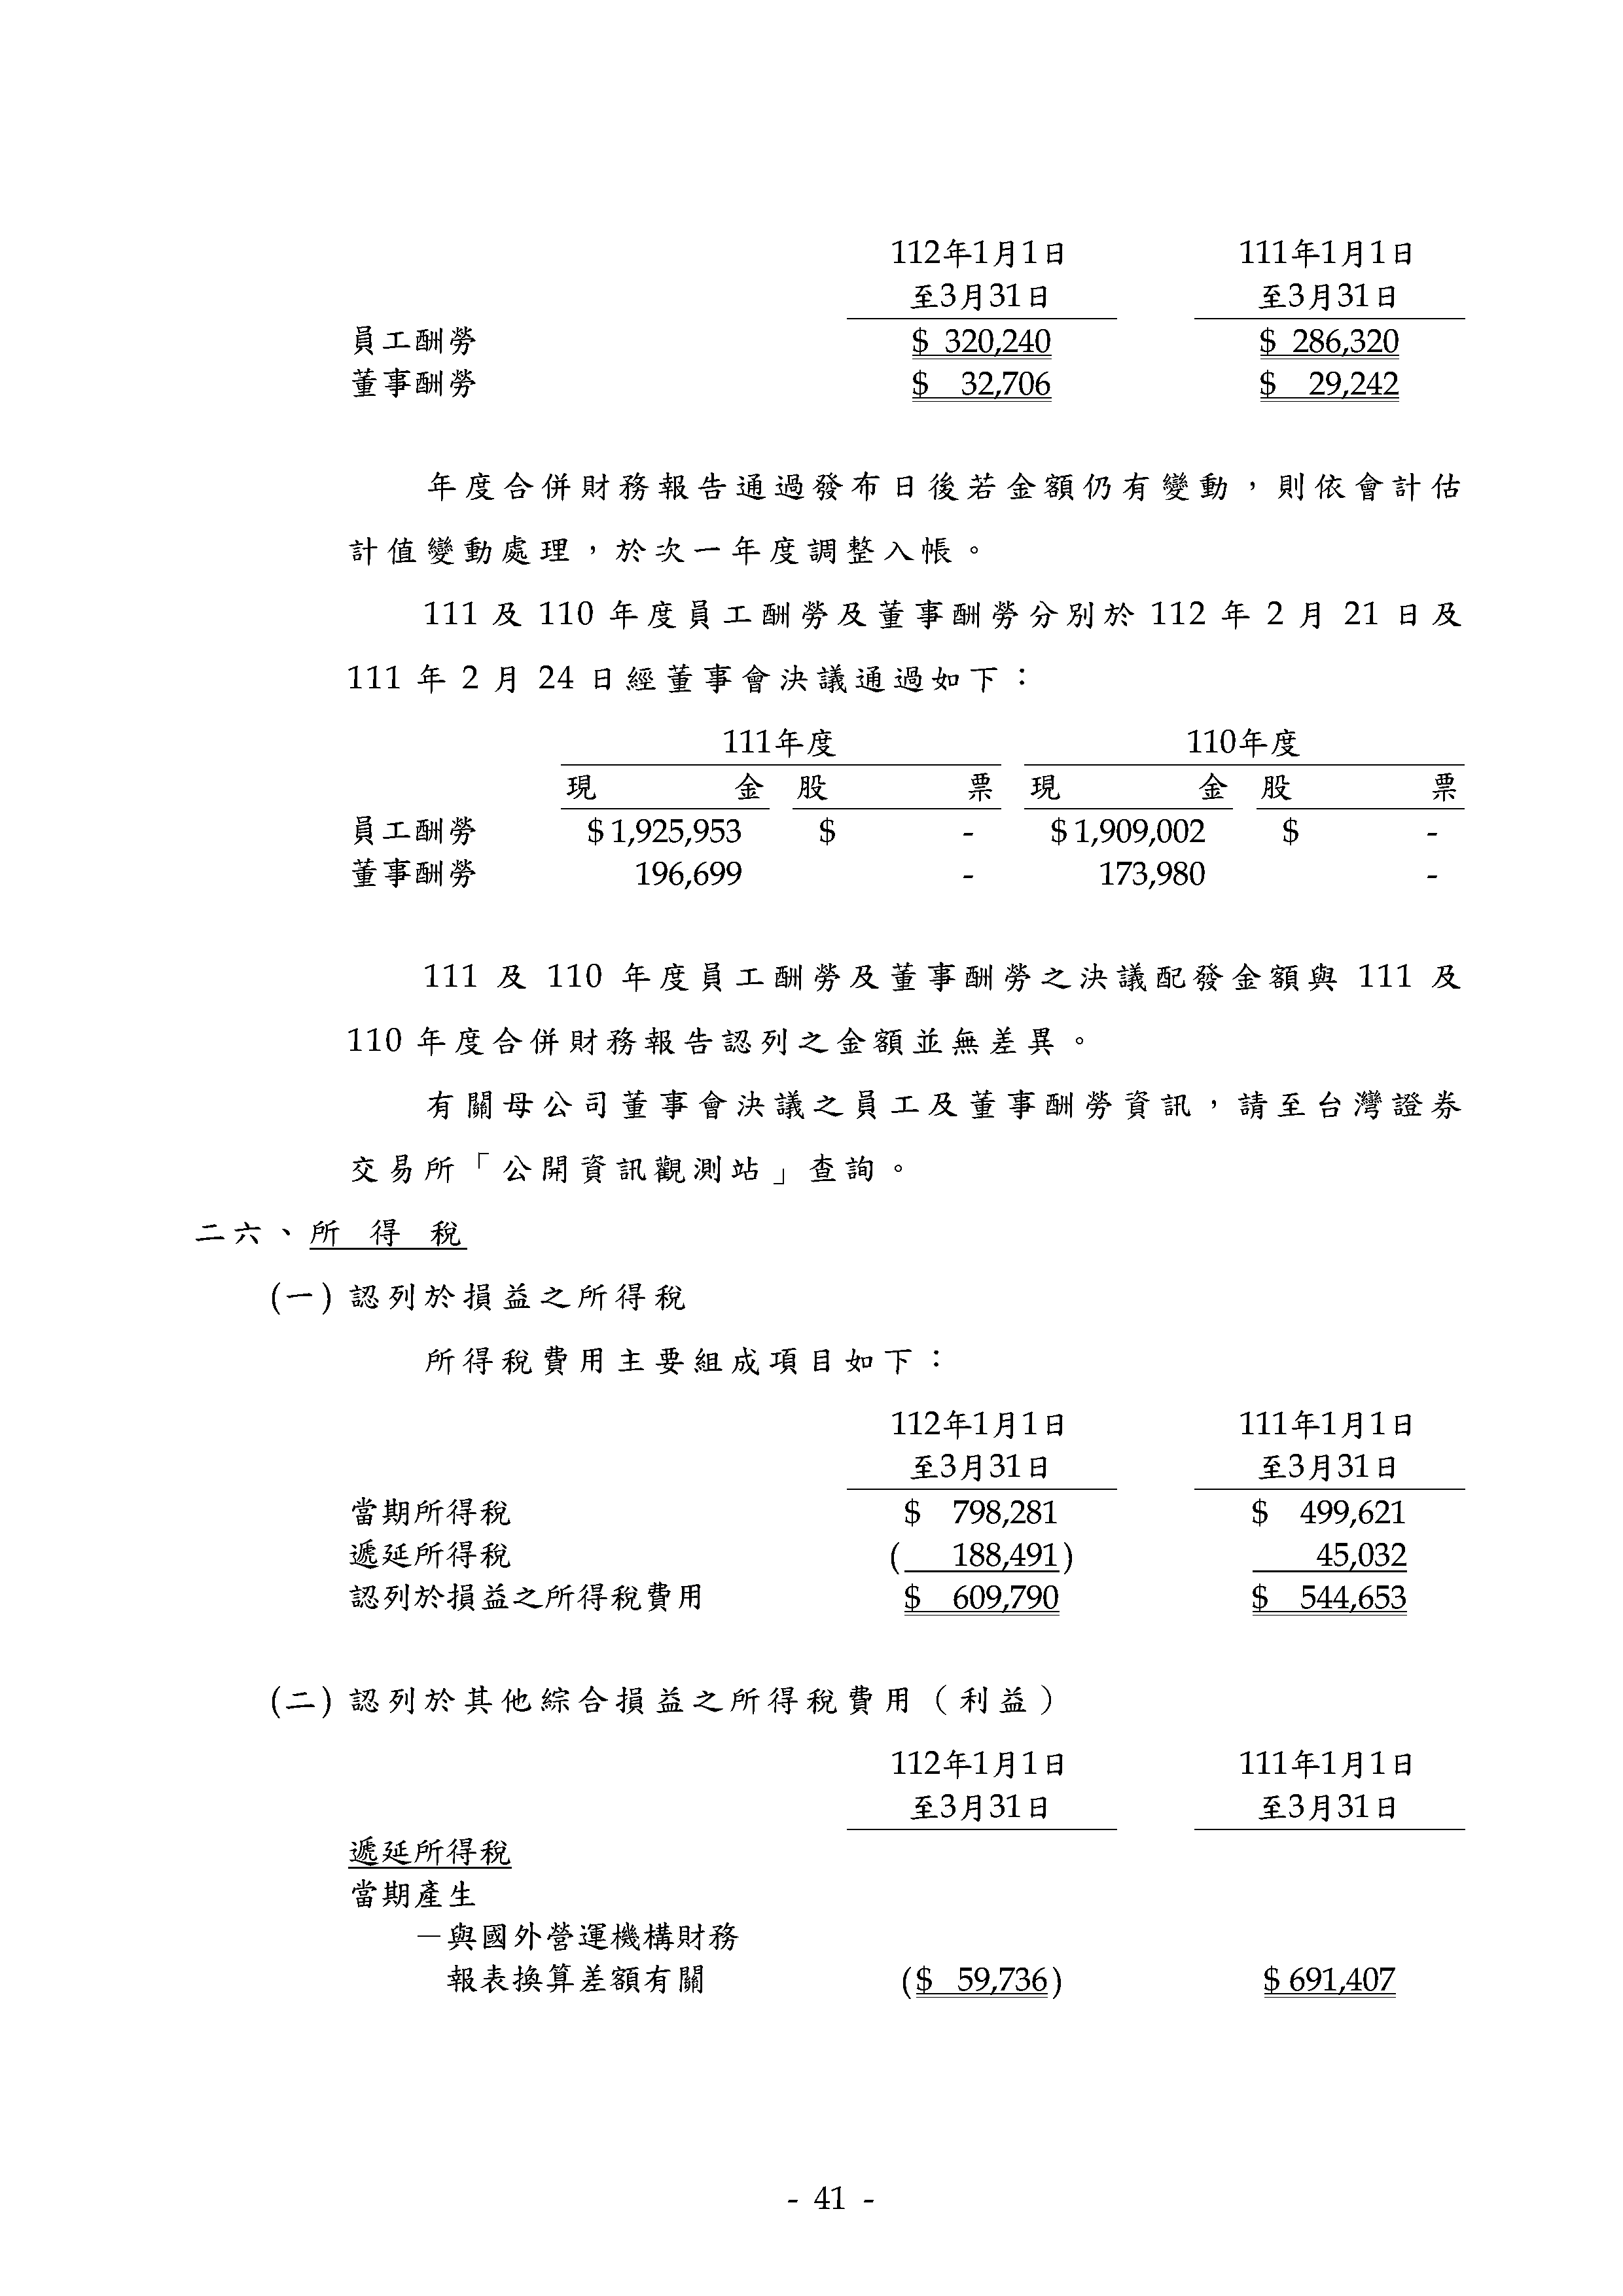 112年1月1日 111年1月1日
至3月31日 至3月31日
員工酬勞 $ 320,240 $ 286,320
董事酬勞 $ 32,706 $ 29,242
年度合併財務報告通過發布日後若金額仍有變動，則依會計估
計值變動處理，於次一年度調整入帳。
111 及 110 年度員工酬勞及董事酬勞分別於 112 年 2 月 21 日及
111 年 2 月 24 日經董事會決議通過如下：
111年度 110年度
現 金 股 票 現 金 股 票
員工酬勞 $ 1,925,953 $ - $ 1,909,002 $ -
董事酬勞 196,699 - 173,980 -
111 及 110 年度員工酬勞及董事酬勞之決議配發金額與 111 及
110 年度合併財務報告認列之金額並無差異。
有關母公司董事會決議之員工及董事酬勞資訊，請至台灣證券
交易所「公開資訊觀測站」查詢。
二六、所 得 稅
(一) 認列於損益之所得稅
所得稅費用主要組成項目如下：
112年1月1日 111年1月1日
至3月31日 至3月31日
當期所得稅 $ 798,281 $ 499,621
遞延所得稅 ( 188,491) 45,032
認列於損益之所得稅費用 $ 609,790 $ 544,653
(二) 認列於其他綜合損益之所得稅費用（利益）
112年1月1日 111年1月1日
至3月31日 至3月31日
遞延所得稅
當期產生
－與國外營運機構財務
報表換算差額有關 ($ 59,736) $ 691,407
- 41 -